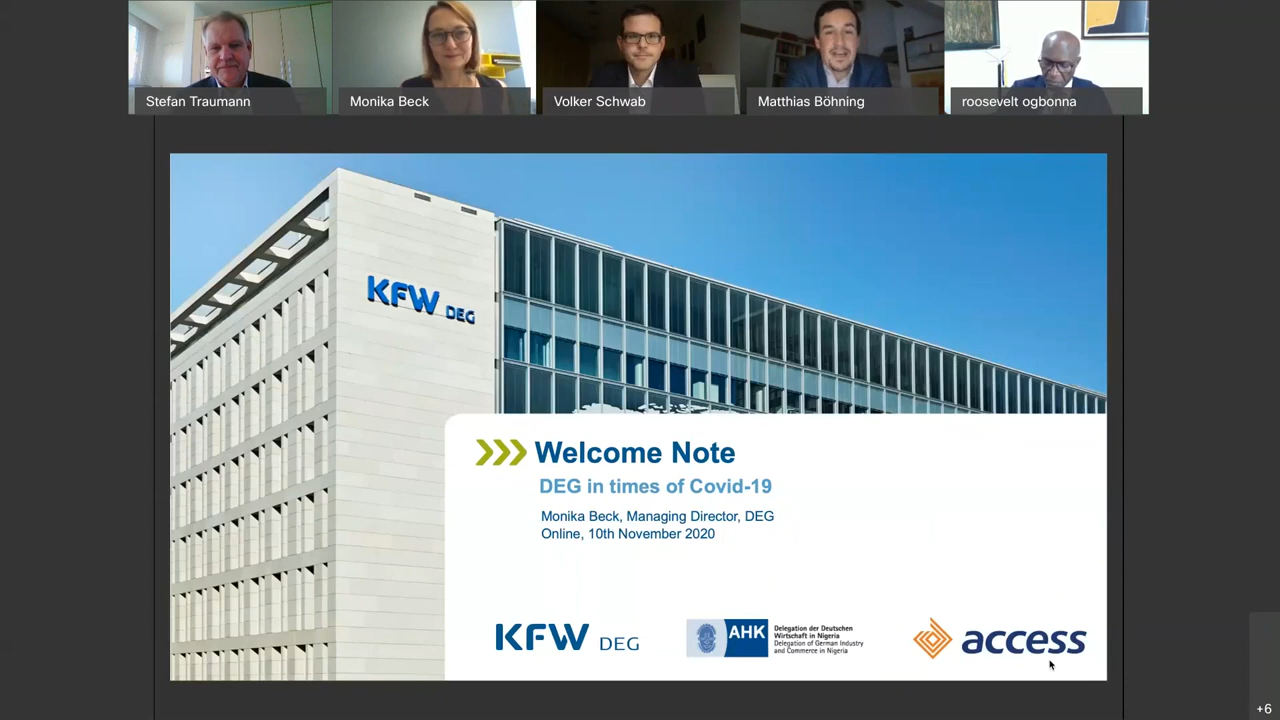 Stefan Traumann
Monika Beck
Volker Schwab
Matthias Böhning
roosevelt ogbonna
KFW DEG
Welcome Note
DEG in times of Covid-19
Monika Beck, Managing Director, DEG
Online, 10th November 2020
KFW DEG
AHK
Delegation der Deutschen
Wirtschaft in Nigeria
Delegation of German Industry
and Commerce in Nigeria
access
+6